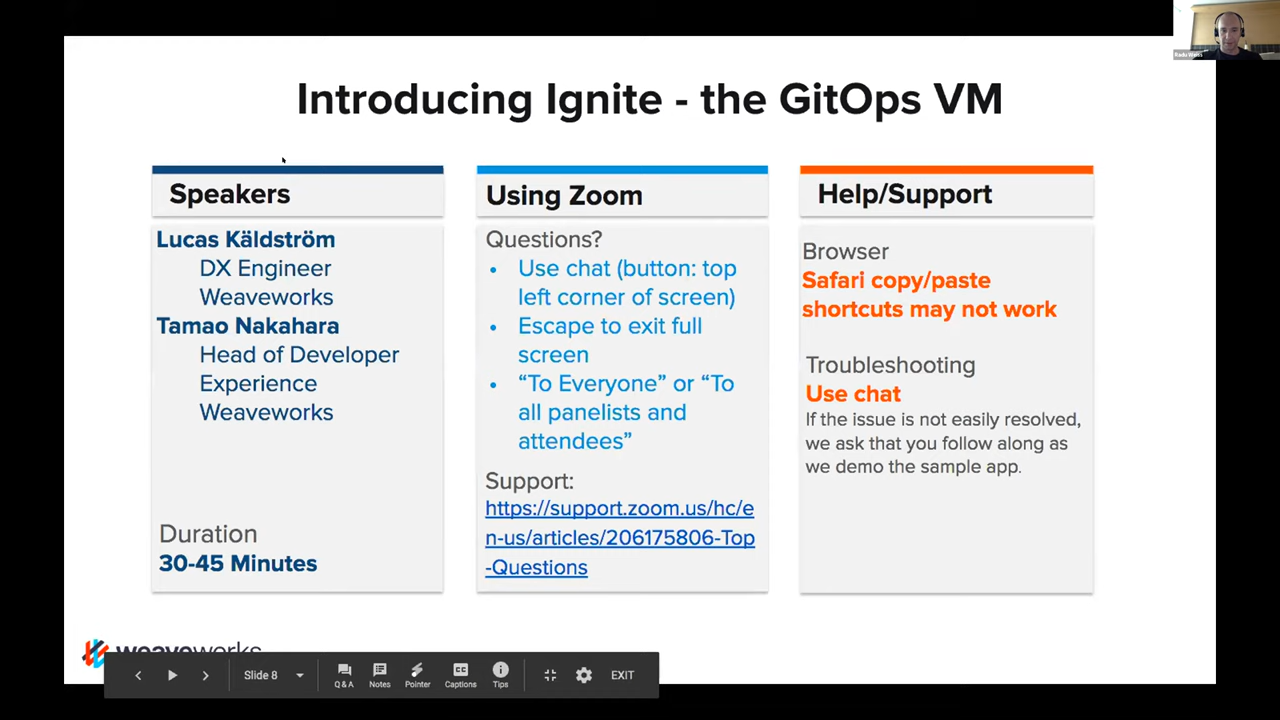 Introducing Ignite - the GitOps VM
Speakers
Lucas Käldström
DX Engineer
Weaveworks
Tamao Nakahara
Head of Developer
Experience
Weaveworks
Duration
30-45 Minutes
Using Zoom
Questions?
• Use chat (button: top
left corner of screen)
• Escape to exit full
screen
• “To Everyone” or “To
all panelists and
attendees”
Support:
https://support.zoom.us/hc/e
n-us/articles/206175806-Top
-Questions
Help/Support
Browser
Safari copy/paste
shortcuts may not work
Troubleshooting
Use chat
If the issue is not easily resolved,
we ask that you follow along as
we demo the sample app.
weaveworks
Slide 8
Q & A
Notes
Pointer
Captions
Tips
EXIT